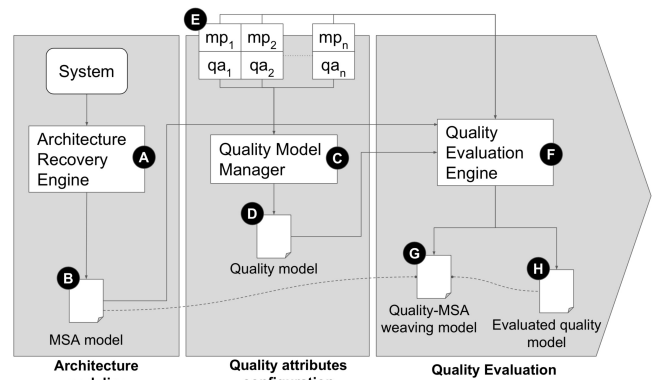 E
mp1 mp2 mpn
qa1 qa2 qan
System
Architecture
Recovery
Engine
A
B
MSA model
Quality Model
Manager
C
D
Quality model
Quality
Evaluation
Engine
F
G
H
Quality-MSA
weaving model
Evaluated quality
model
Architecture
Quality attributes
Quality Evaluation